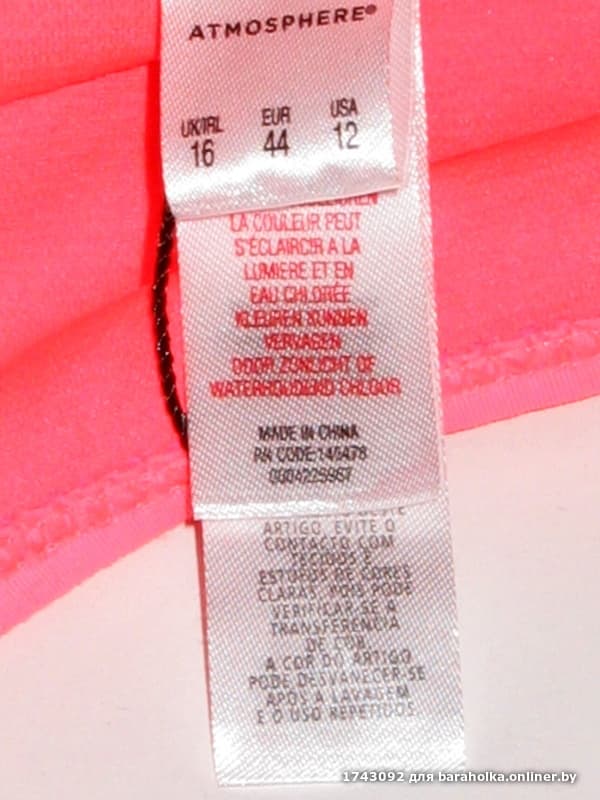 ATMOSPHERE®
UK/IRL EUR USA
16 44 12
LA COULEUR PEUT
S'ÉCLAIRCIR A LA
LUMIERE ET EN
EAU CHLORÉE
KLEUREN KUNNEN
VERVAGEN
DOOR ZONLICHT OF
WATERHOUDEND CHLOOR
MADE IN CHINA
RN CODE:
ESTE
ARTIGO, EVITE O
CONTACTO COM
TECIDOS E
ESTOFOS DE CORES
CLARAS, POIS PODE
VERIFICAR-SE A
TRANSFERÊNCIA
DE COR.
A COR DO ARTIGO
PODE DESVANECER-SE
APÓS A LAVAGEM
E O USO REPETIDOS.
1743092 для baraholka.onliner.by